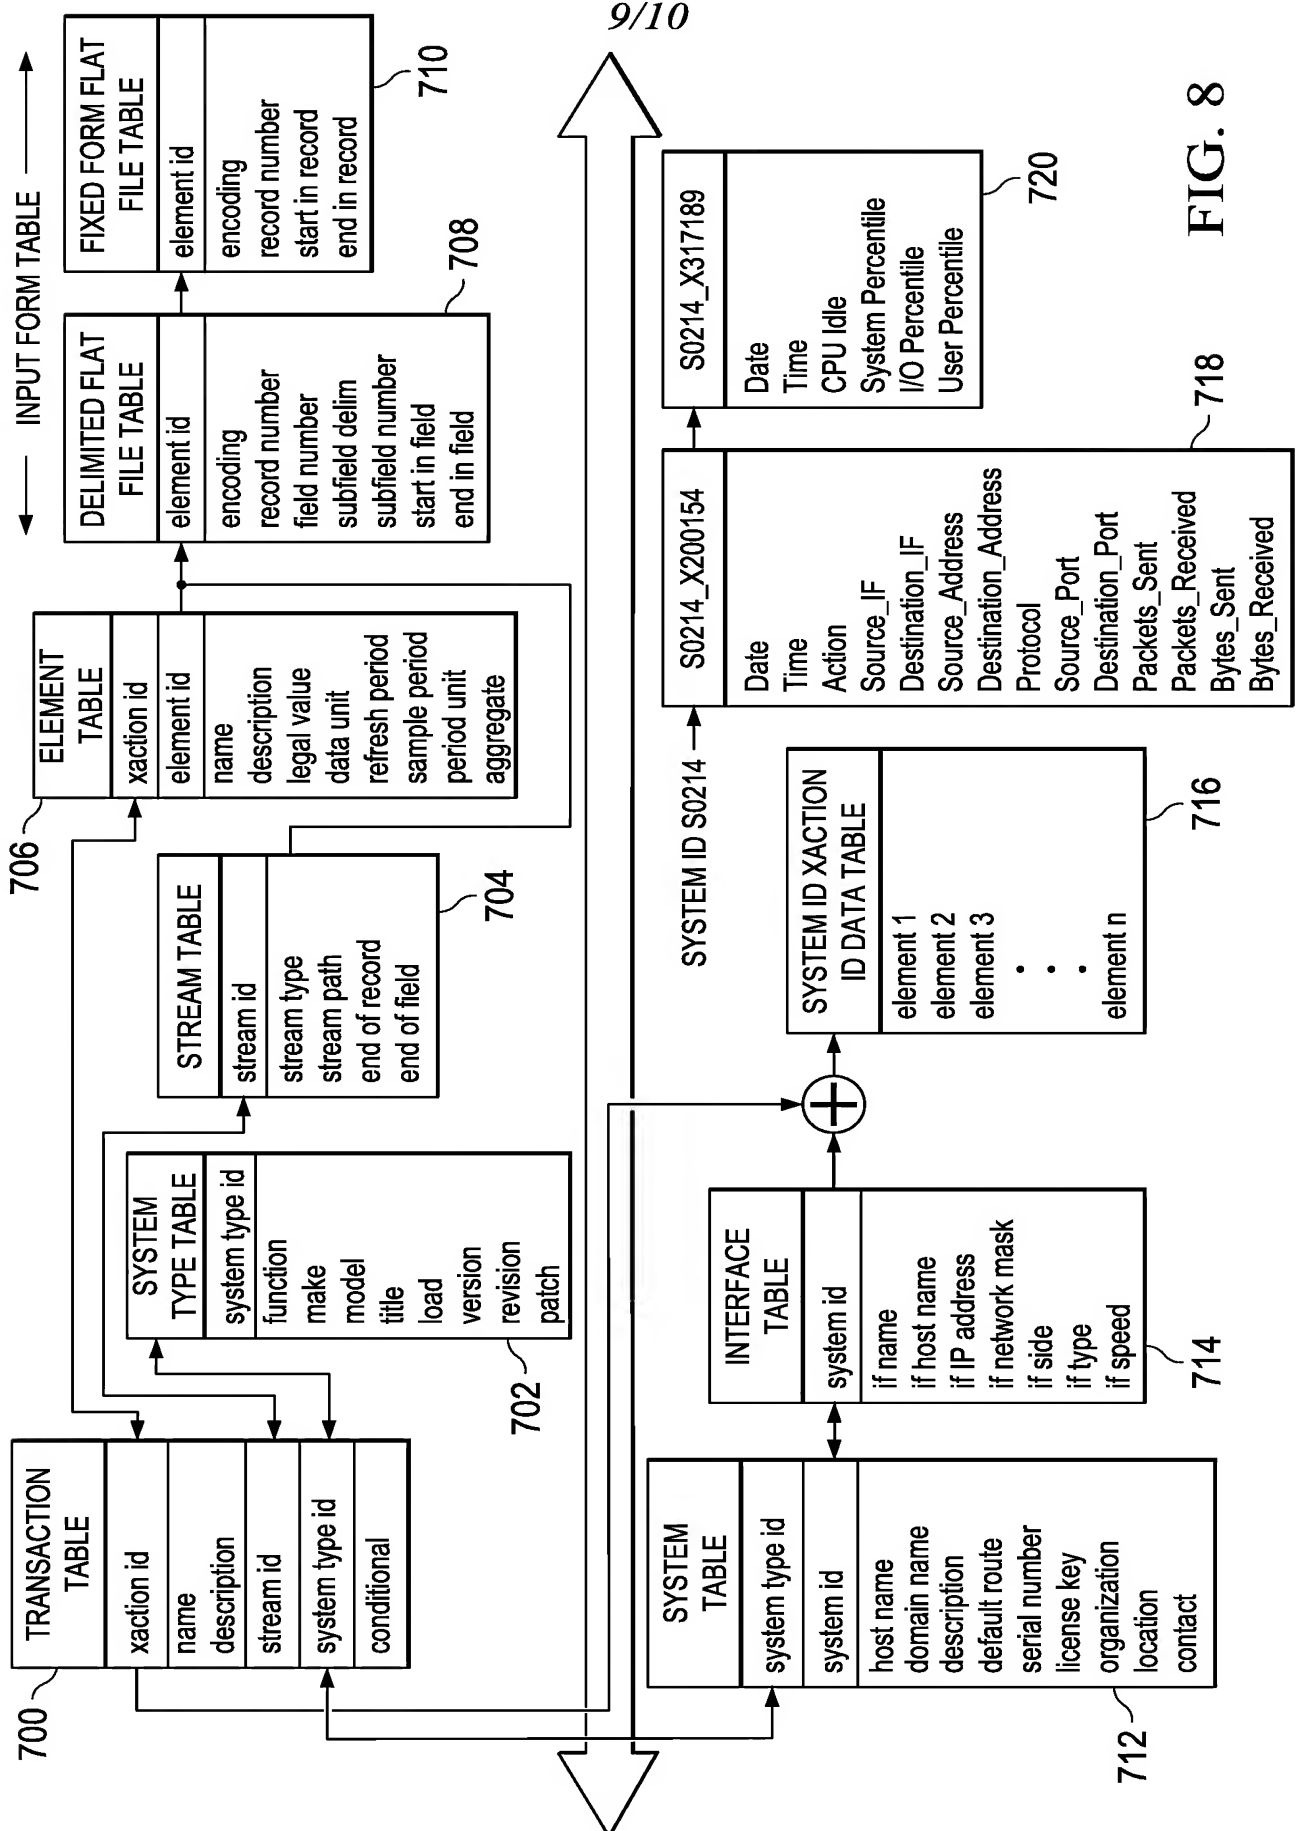 9/10
INPUT FORM TABLE
700
TRANSACTION
TABLE
xaction id
name
description
stream id
system type id
conditional
702
SYSTEM
TYPE TABLE
system type id
function
make
model
title
load
version
revision
patch
704
STREAM TABLE
stream id
stream type
stream path
end of record
end of field
706
ELEMENT
TABLE
xaction id
element id
name
description
legal value
data unit
refresh period
sample period
period unit
aggregate
708
DELIMITED FLAT
FILE TABLE
element id
encoding
record number
field number
subfield delim
subfield number
start in field
end in field
710
FIXED FORM FLAT
FILE TABLE
element id
encoding
record number
start in record
end in record
712
SYSTEM
TABLE
system type id
system id
host name
domain name
description
default route
serial number
license key
organization
location
contact
714
INTERFACE
TABLE
system id
if name
if host name
if IP address
if network mask
if side
if type
if speed
716
SYSTEM ID XACTION
ID DATA TABLE
element 1
element 2
element 3
. . .
element n
SYSTEM ID S0214
718
S0214_X200154
Date
Time
Action
Source_IF
Destination_IF
Source_Address
Destination_Address
Protocol
Source_Port
Destination_Port
Packets_Sent
Packets_Received
Bytes_Sent
Bytes_Received
720
S0214_X317189
Date
Time
CPU Idle
System Percentile
I/O Percentile
User Percentile
FIG. 8